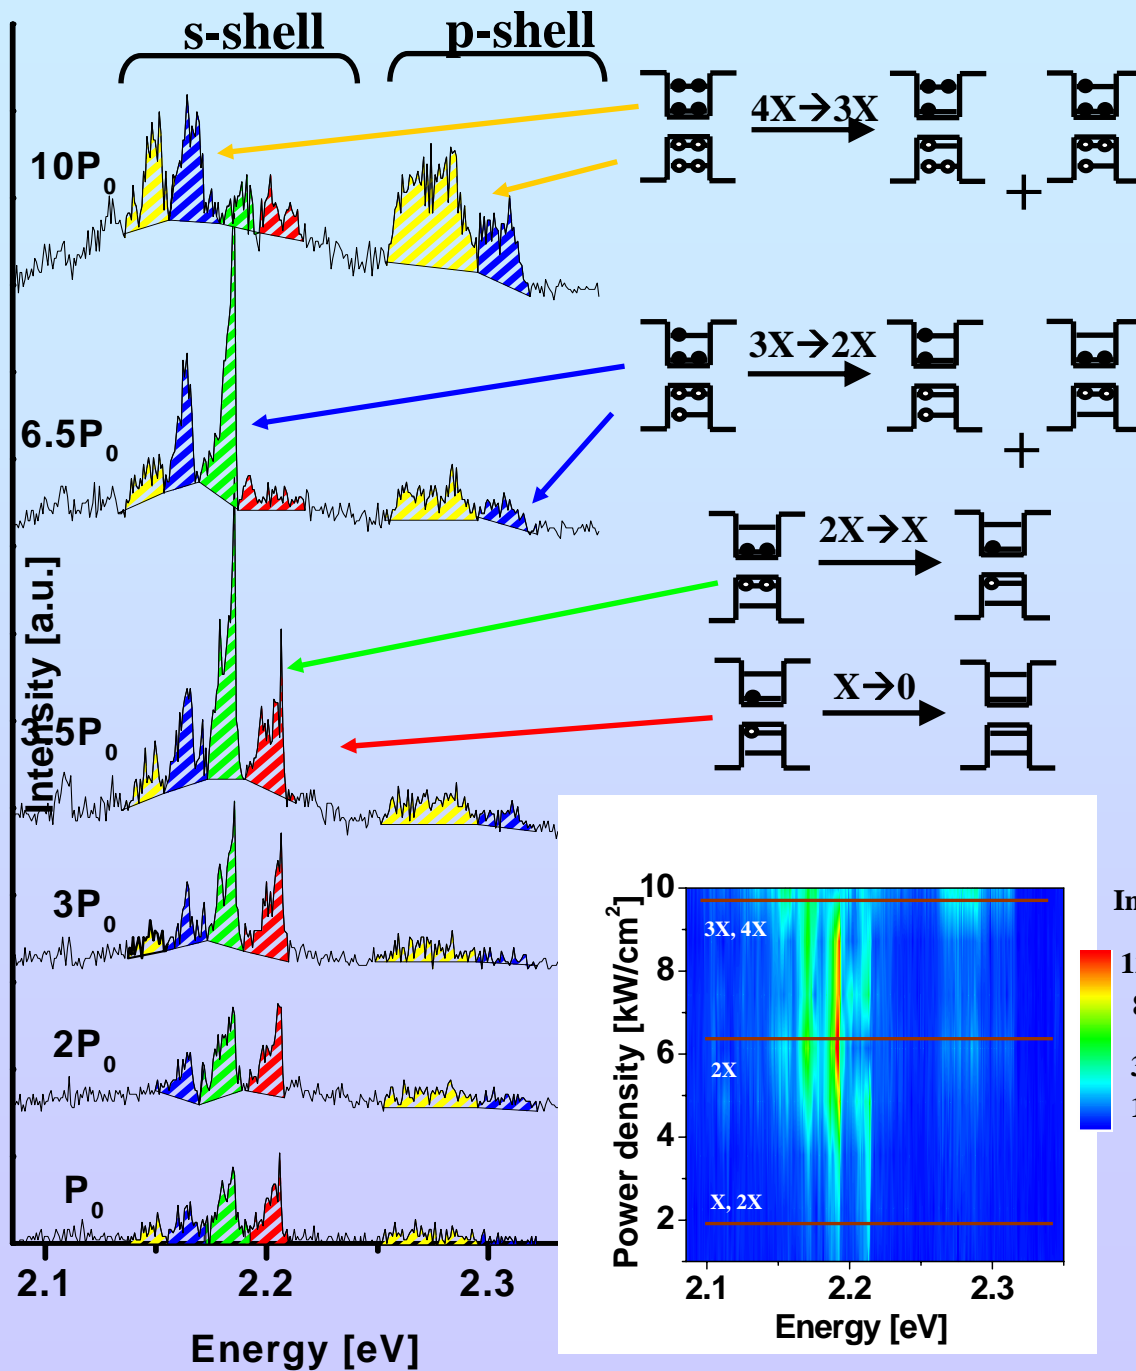 s-shell
p-shell
10P0
4X→3X
+
6.5P0
3X→2X
+
2X→X
X→0
3.5P0
3P0
2P0
P0
Intensity [a.u.]
2.1 2.2 2.3
Energy [eV]
10
8
6
4
2
Power density [kW/cm2]
3X, 4X
2X
X, 2X
2.1 2.2 2.3
Energy [eV]